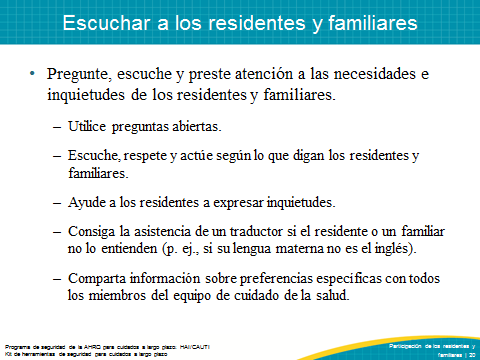 Escuchar a los residentes y familiares
• Pregunte, escuche y preste atención a las necesidades e
inquietudes de los residentes y familiares.
– Utilice preguntas abiertas.
– Escuche, respete y actúe según lo que digan los residentes y
familiares.
– Ayude a los residentes a expresar inquietudes.
– Consiga la asistencia de un traductor si el residente o un familiar
no lo entienden (p. ej., si su lengua materna no es el inglés).
– Comparta información sobre preferencias específicas con todos
los miembros del equipo de cuidado de la salud.
Programa de seguridad de la AHRQ para cuidados a largo plazo: HAI/CAUTI
Kit de herramientas de seguridad para cuidados a largo plazo
Participación de los residentes y
familiares | 20